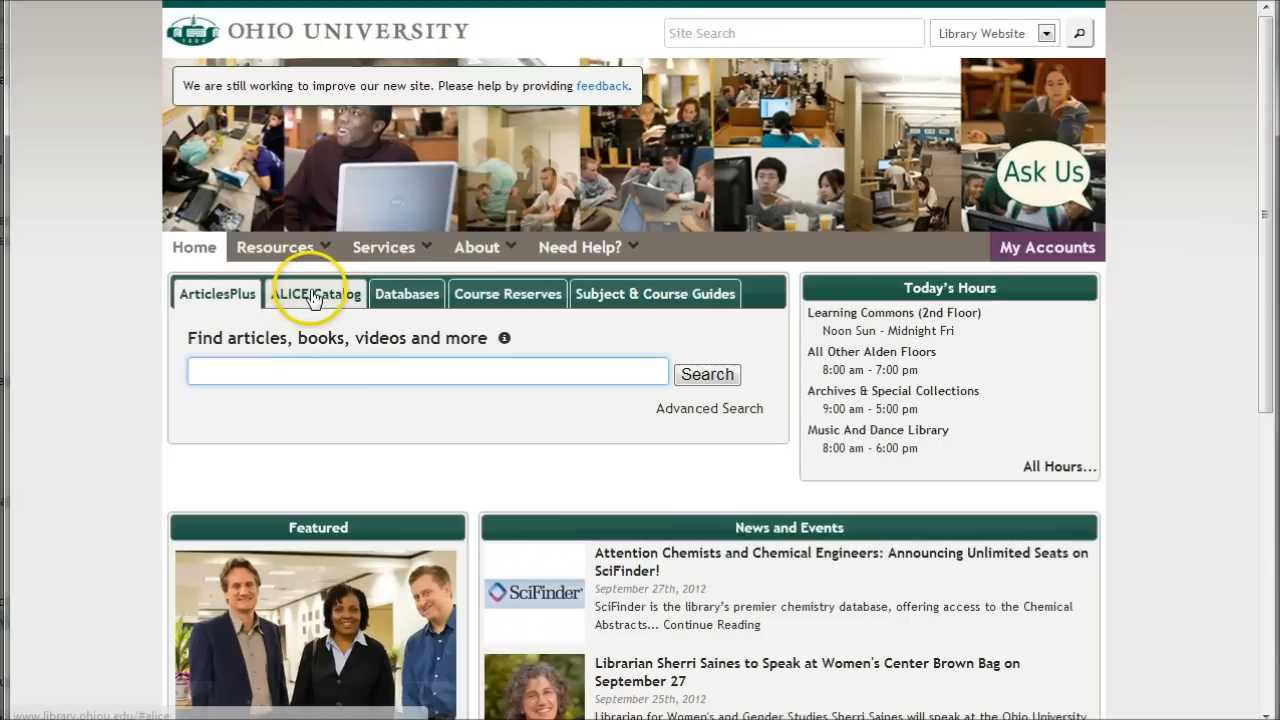 OHIO UNIVERSITY
1804
Site Search
Library Website
We are still working to improve our new site. Please help by providing feedback.
Ask Us
Home
Resources
Services
About
Need Help?
My Accounts
ArticlesPlus
ALICE Catalog
Databases
Course Reserves
Subject & Course Guides
Find articles, books, videos and more
Search
Advanced Search
Today's Hours
Learning Commons (2nd Floor)
Noon Sun - Midnight Fri
All Other Alden Floors
8:00 am - 7:00 pm
Archives & Special Collections
9:00 am - 5:00 pm
Music And Dance Library
8:00 am - 6:00 pm
All Hours...
Featured
News and Events
Attention Chemists and Chemical Engineers: Announcing Unlimited Seats on
SciFinder!
September 27th, 2012
SciFinder is the library's premier chemistry database, offering access to the Chemical
Abstracts... Continue Reading
SciFinder
Librarian Sherri Saines to Speak at Women's Center Brown Bag on
September 27
September 25th, 2012
Librarian for Women's and Gender Studies Sherri Saines will speak at the Ohio University
www.library.ohiou.edu/#alice